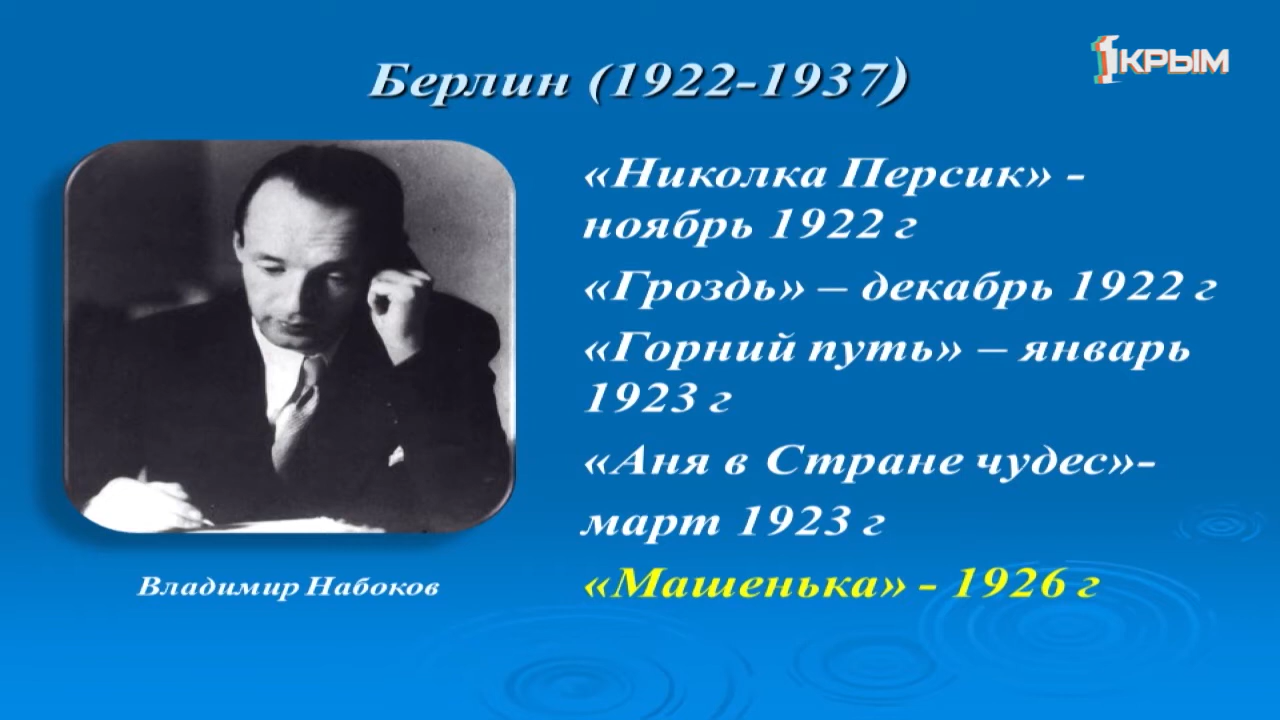 1КРЫМ
Берлин (1922-1937)
«Николка Персик» -
ноябрь 1922 г
«Гроздь» – декабрь 1922 г
«Горний путь» – январь
1923 г
«Аня в Стране чудес»-
март 1923 г
«Машенька» - 1926 г
Владимир Набоков